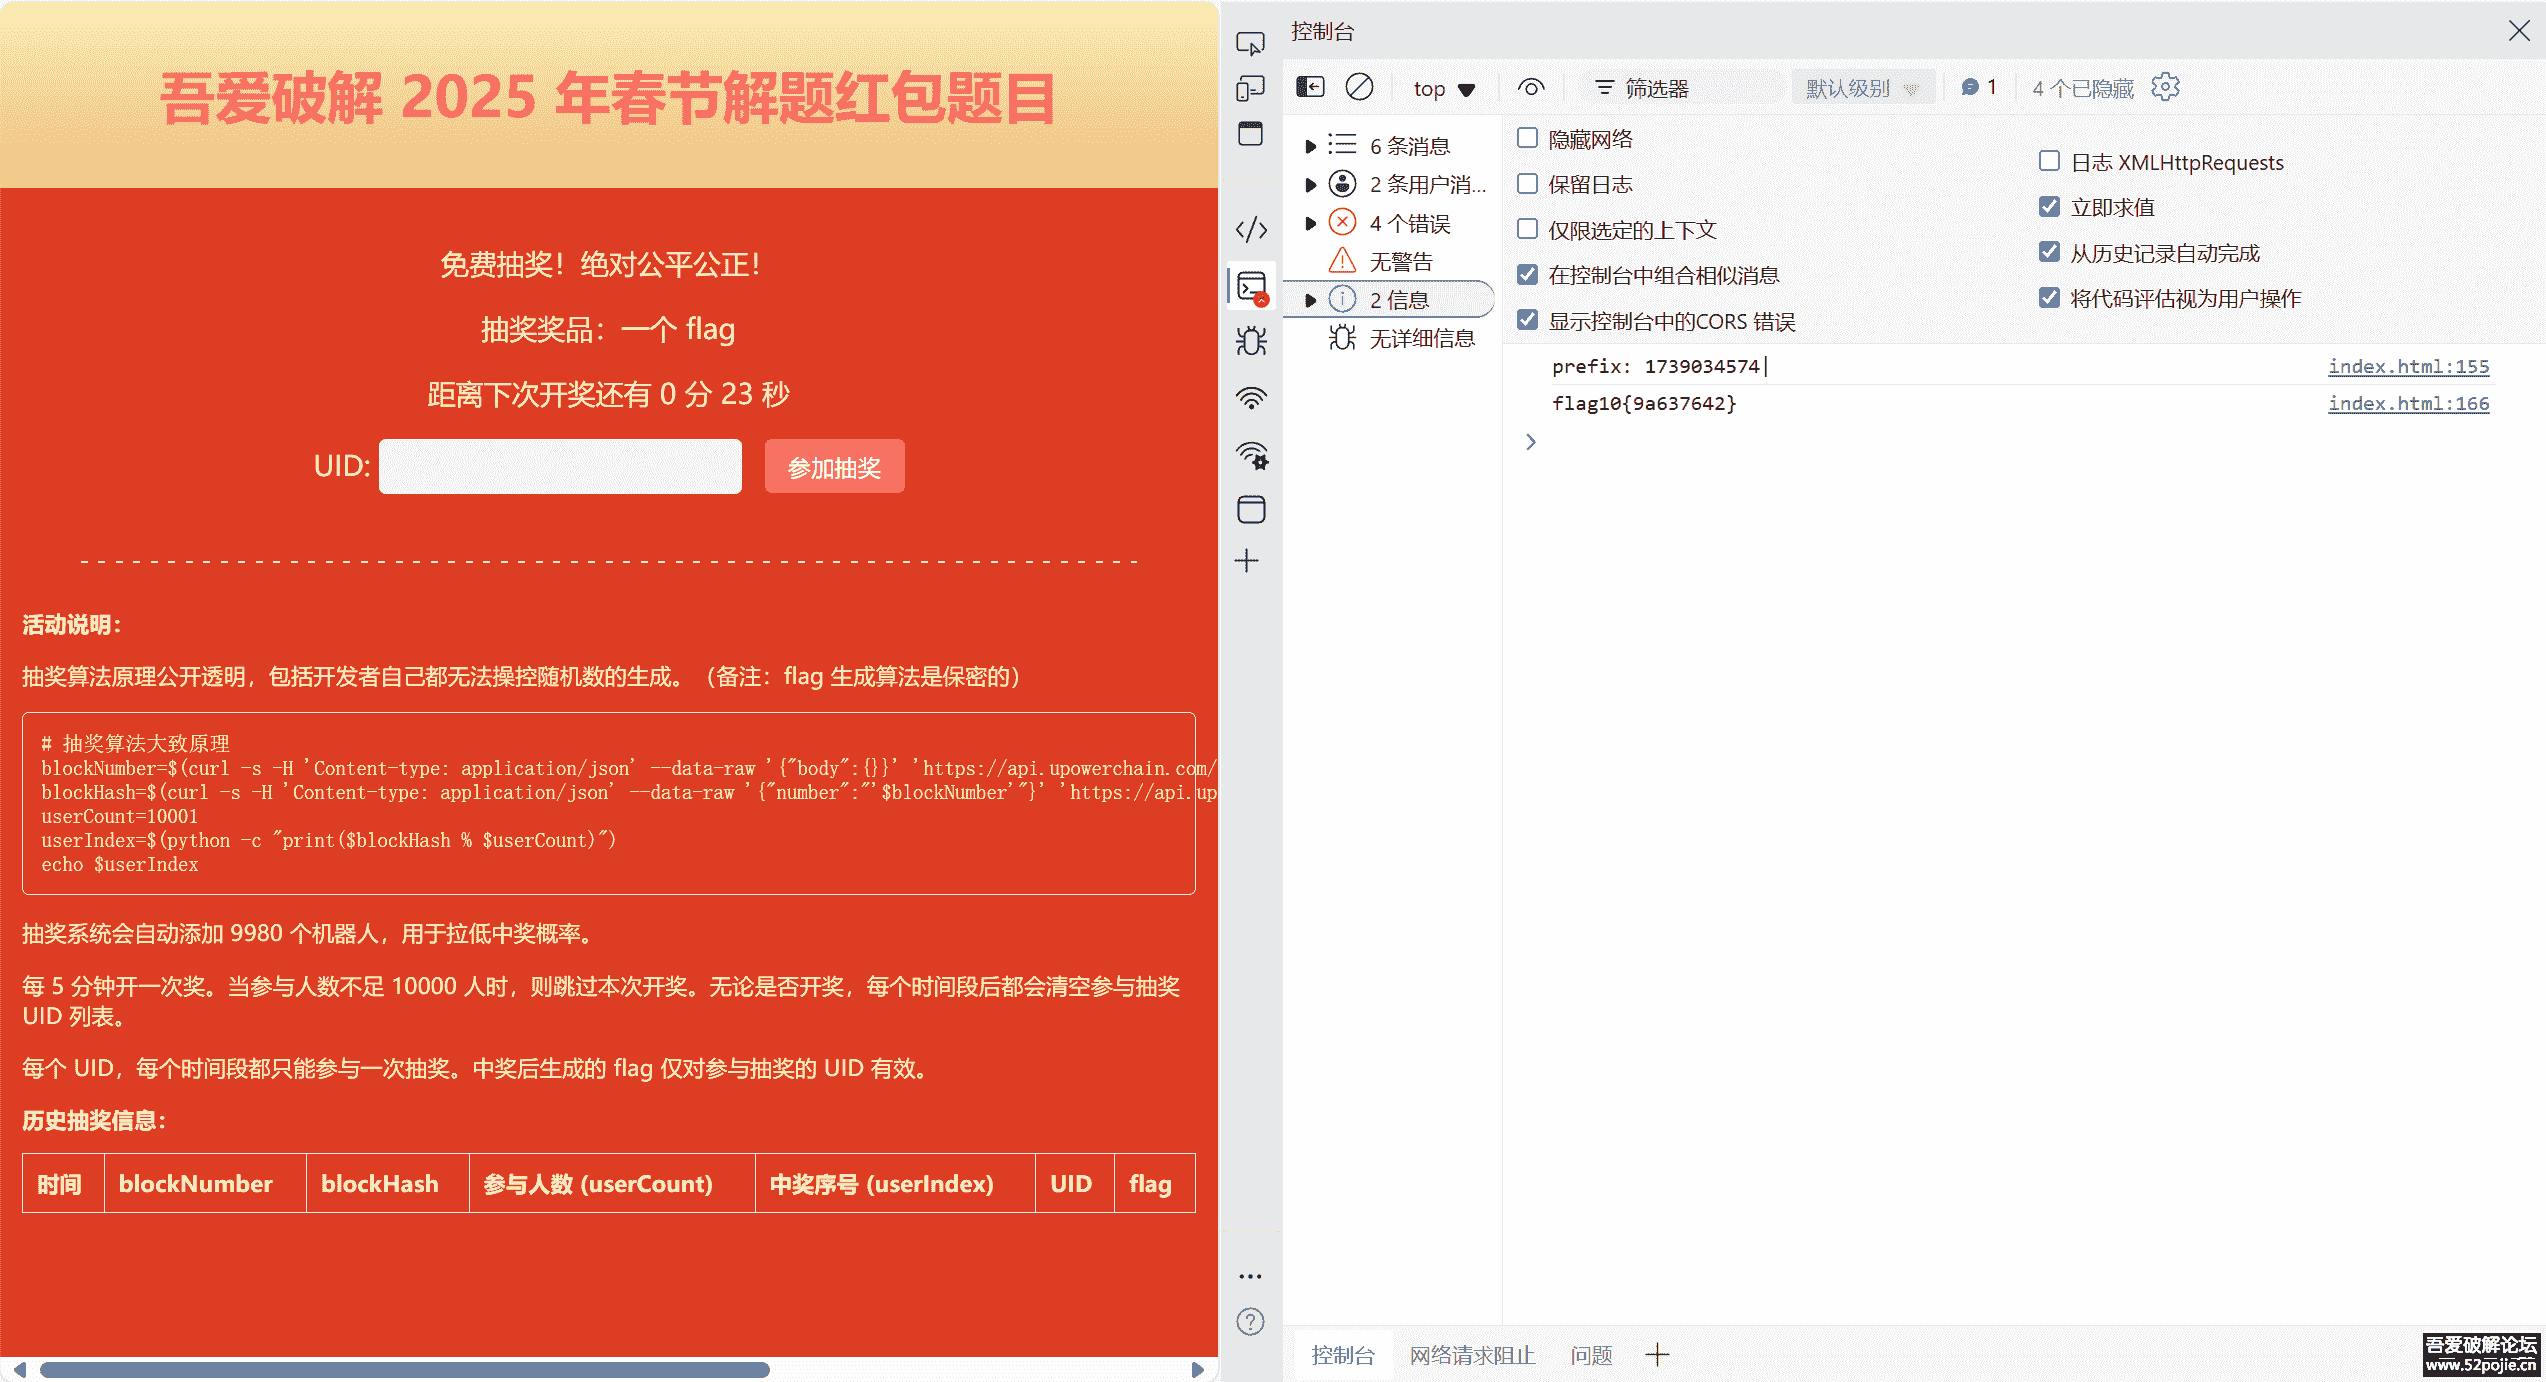 吾爱破解 2025 年春节解题红包题目
免费抽奖！绝对公平公正！
抽奖奖品：一个 flag
距离下次开奖还有 0 分 23 秒
UID:
参加抽奖
活动说明：
抽奖算法原理公开透明，包括开发者自己都无法操控随机数的生成。（备注：flag 生成算法是保密的）
# 抽奖算法大致原理
blockNumber=$(curl -s -H 'Content-type: application/json' --data-raw '{"body":{}}' 'https://api.upowerchain.com/
blockHash=$(curl -s -H 'Content-type: application/json' --data-raw '{"number":"'$blockNumber'"}' 'https://api.up
userCount=10001
userIndex=$(python -c "print($blockHash % $userCount)")
echo $userIndex
抽奖系统会自动添加 9980 个机器人，用于拉低中奖概率。
每 5 分钟开一次奖。当参与人数不足 10000 人时，则跳过本次开奖。无论是否开奖，每个时间段后都会清空参与抽奖
UID 列表。
每个 UID，每个时间段都只能参与一次抽奖。中奖后生成的 flag 仅对参与抽奖的 UID 有效。
历史抽奖信息：
时间 blockNumber blockHash 参与人数 (userCount) 中奖序号 (userIndex) UID flag
控制台
top 筛选器 默认级别 1 4 个已隐藏
6 条消息
2 条用户消...
4 个错误
无警告
2 信息
无详细信息
隐藏网络
保留日志
仅限选定的上下文
在控制台中组合相似消息
显示控制台中的CORS 错误
日志 XMLHttpRequests
立即求值
从历史记录自动完成
将代码评估视为用户操作
prefix: 1739034574| index.html:155
flag10{9a637642} index.html:166
控制台 网络请求阻止 问题
吾爱破解论坛
www.52pojie.cn